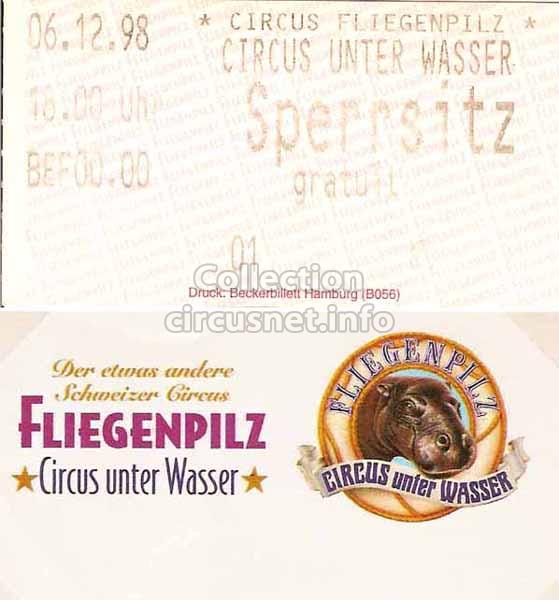 06.12.98
18.00 Uhr
BEF00.00
* CIRCUS FLIEGENPILZ *
CIRCUS UNTER WASSER
Sperrsitz
gratuit
01
Collection
Druck: Beckerbillett Hamburg (B056)
circusnet.info
Der etwas andere
Schweizer Circus
FLIEGENPILZ
Circus unter Wasser
FLIEGENPILZ
CIRCUS unter WASSER